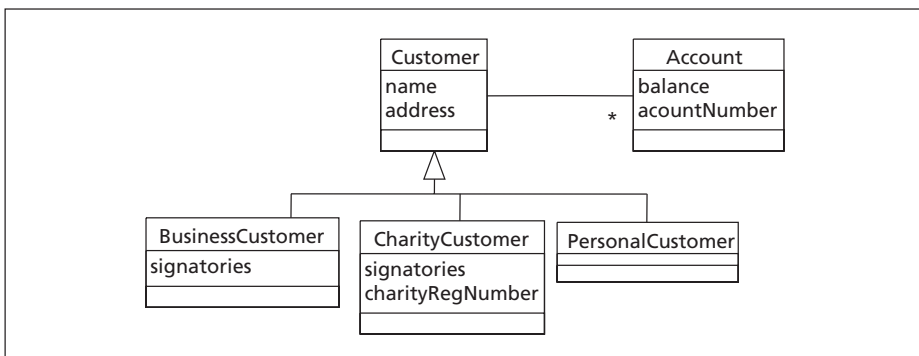 Customer
name
address
Account
balance
acountNumber
*
BusinessCustomer
signatories
CharityCustomer
signatories
charityRegNumber
PersonalCustomer